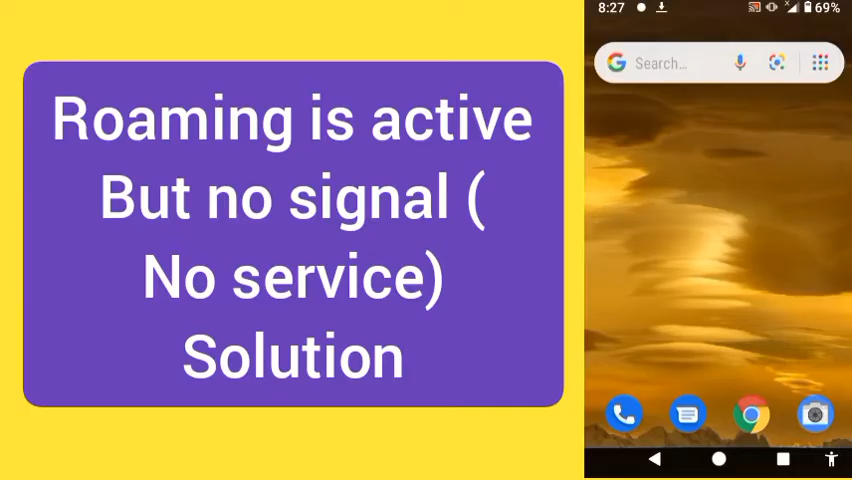 Roaming is active
But no signal (
No service)
Solution
8:27
69%
Search...